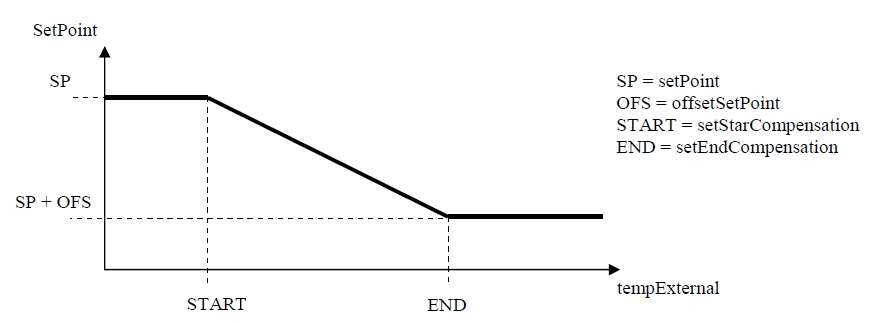 SetPoint
SP
SP = setPoint
OFS = offsetSetPoint
START = setStarCompensation
END = setEndCompensation
SP + OFS
tempExternal
START
END